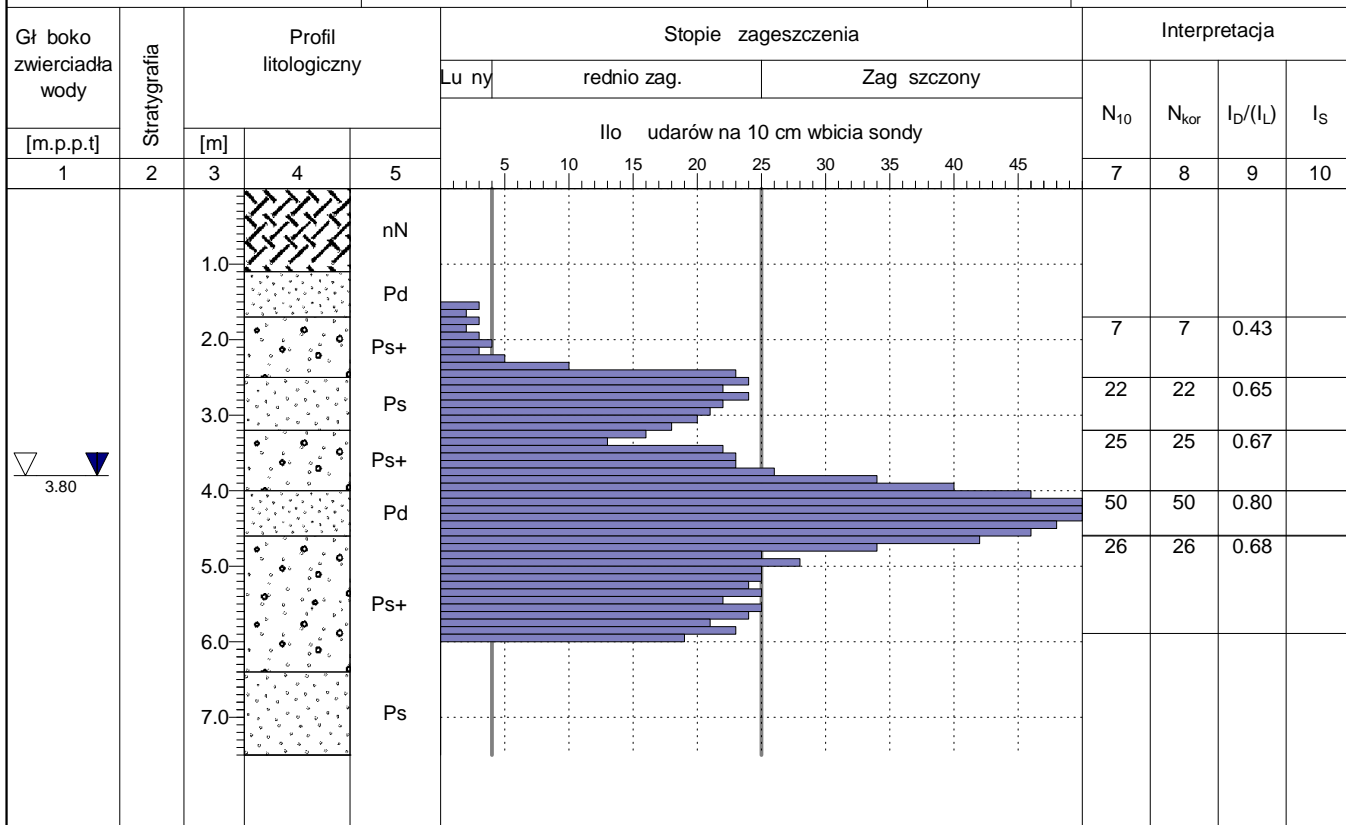 Gł boko
zwierciadła
wody
[m.p.p.t]
Stratygrafia
Profil
litologiczny
[m]
Stopie zageszczenia
Lu ny
rednio zag.
Zag szczony
Ilo udarów na 10 cm wbicia sondy
Interpretacja
N10
Nkor
ID/(IL)
IS
1 2 3 4 5 7 8 9 10
5 10 15 20 25 30 35 40 45
nN
1.0
Pd
2.0
Ps+
7 7 0.43
Ps
22 22 0.65
3.0
Ps+
25 25 0.67
3.80
4.0
Pd
50 50 0.80
26 26 0.68
5.0
Ps+
6.0
Ps
7.0